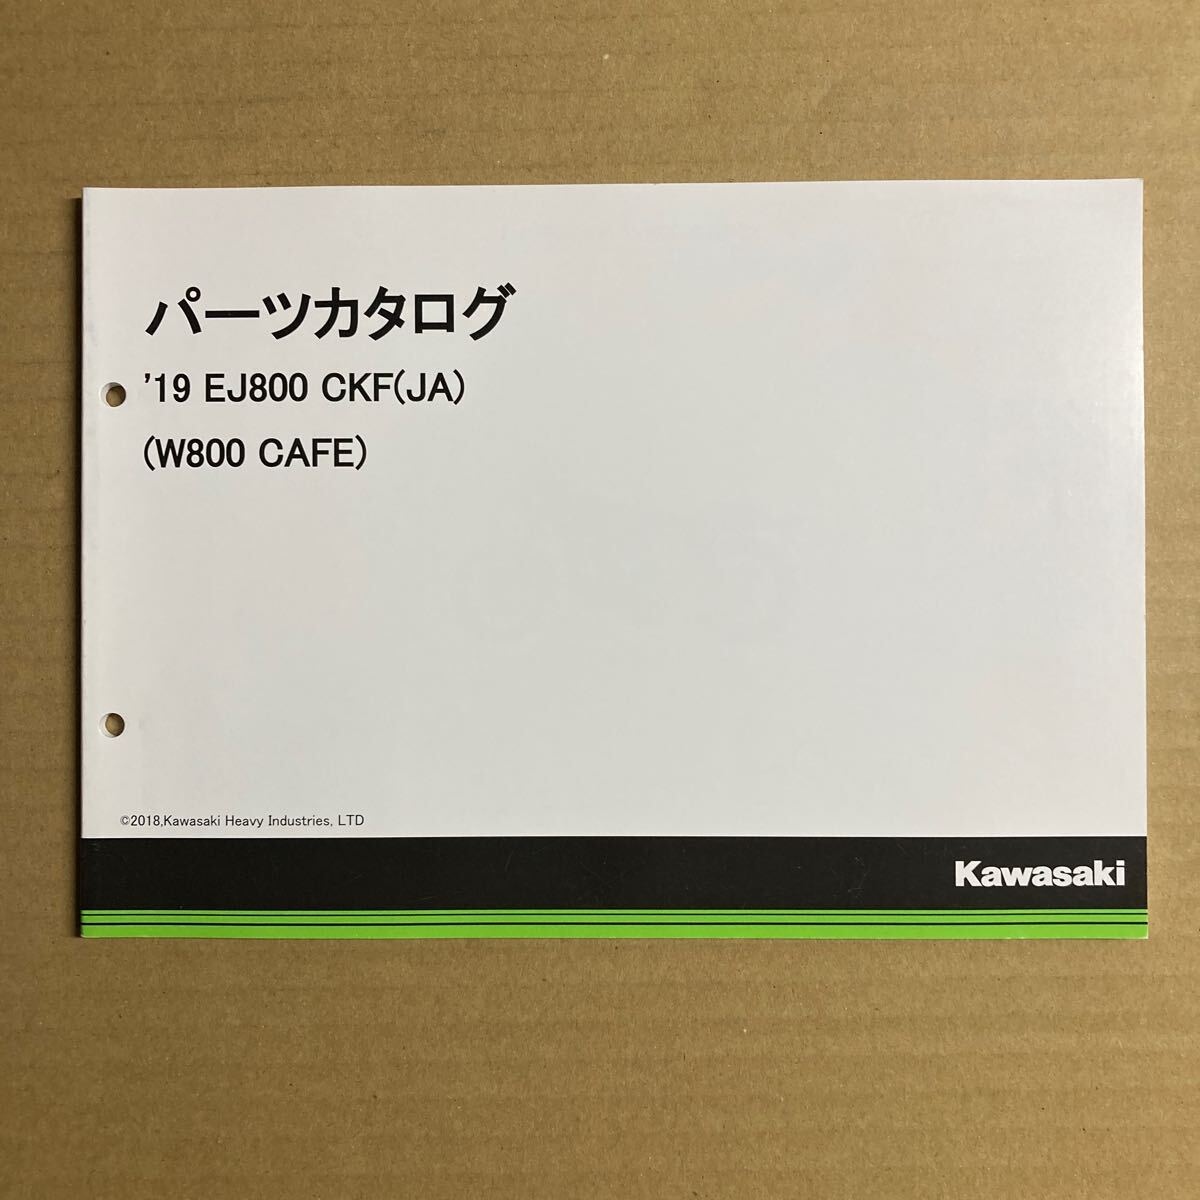 パーツカタログ
'19 EJ800 CKF(JA)
(W800 CAFE)
©2018,Kawasaki Heavy Industries, LTD
Kawasaki